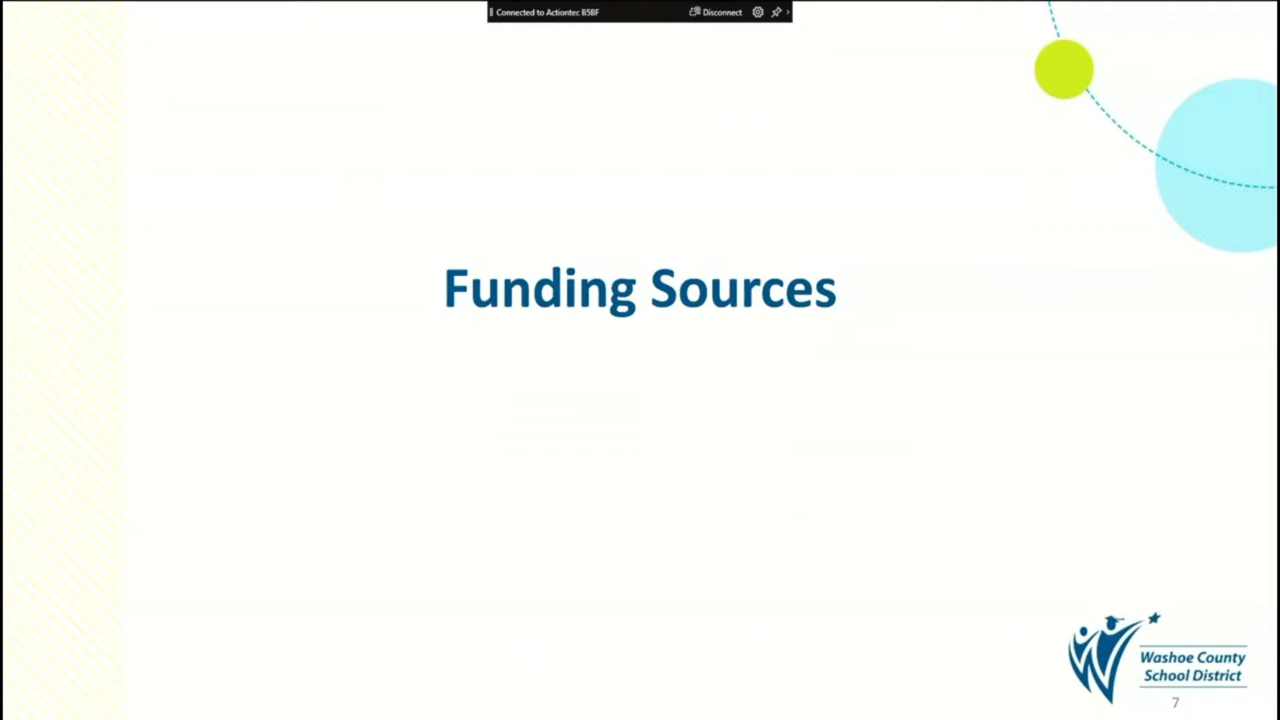 Connected to Actiontec B5BF Disconnect
Funding Sources
Washoe County
School District
7